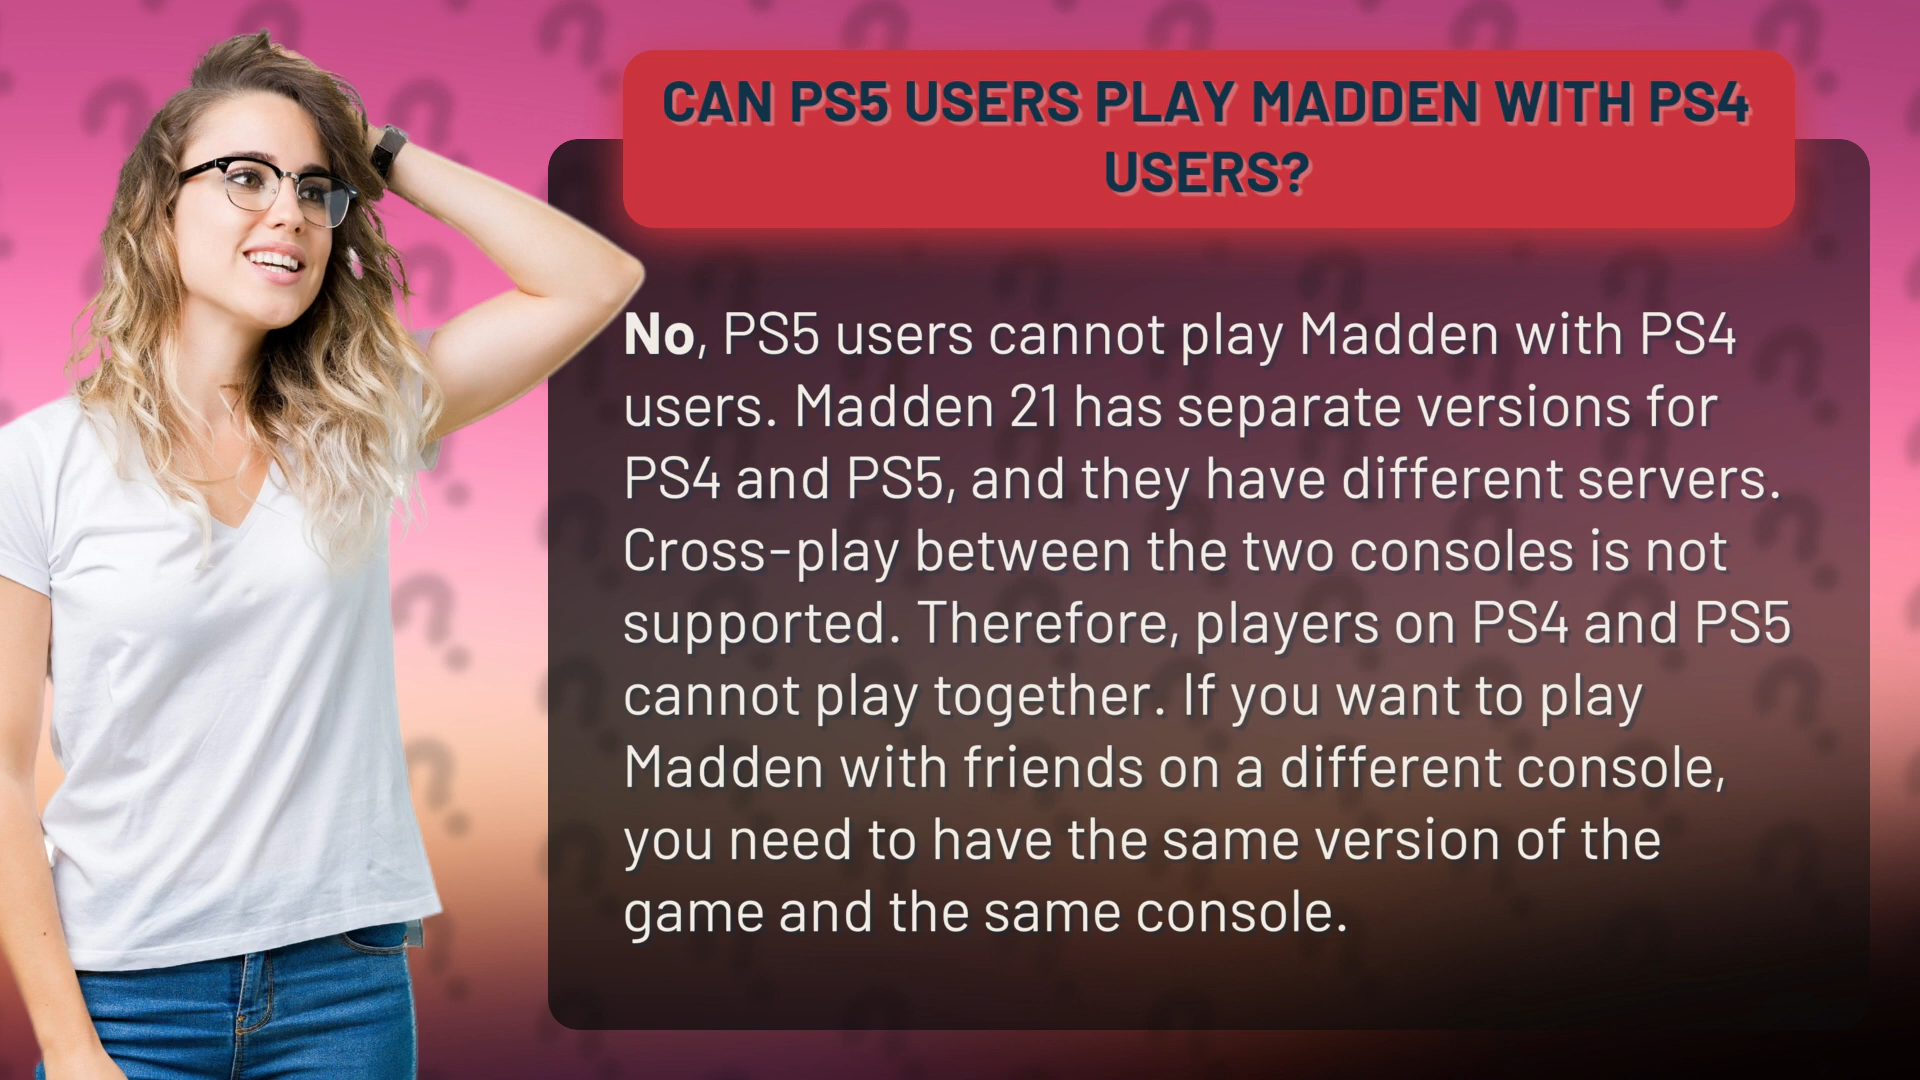 CAN PS5 USERS PLAY MADDEN WITH PS4
USERS?
No, PS5 users cannot play Madden with PS4
users. Madden 21 has separate versions for
PS4 and PS5, and they have different servers.
Cross-play between the two consoles is not
supported. Therefore, players on PS4 and PS5
cannot play together. If you want to play
Madden with friends on a different console,
you need to have the same version of the
game and the same console.